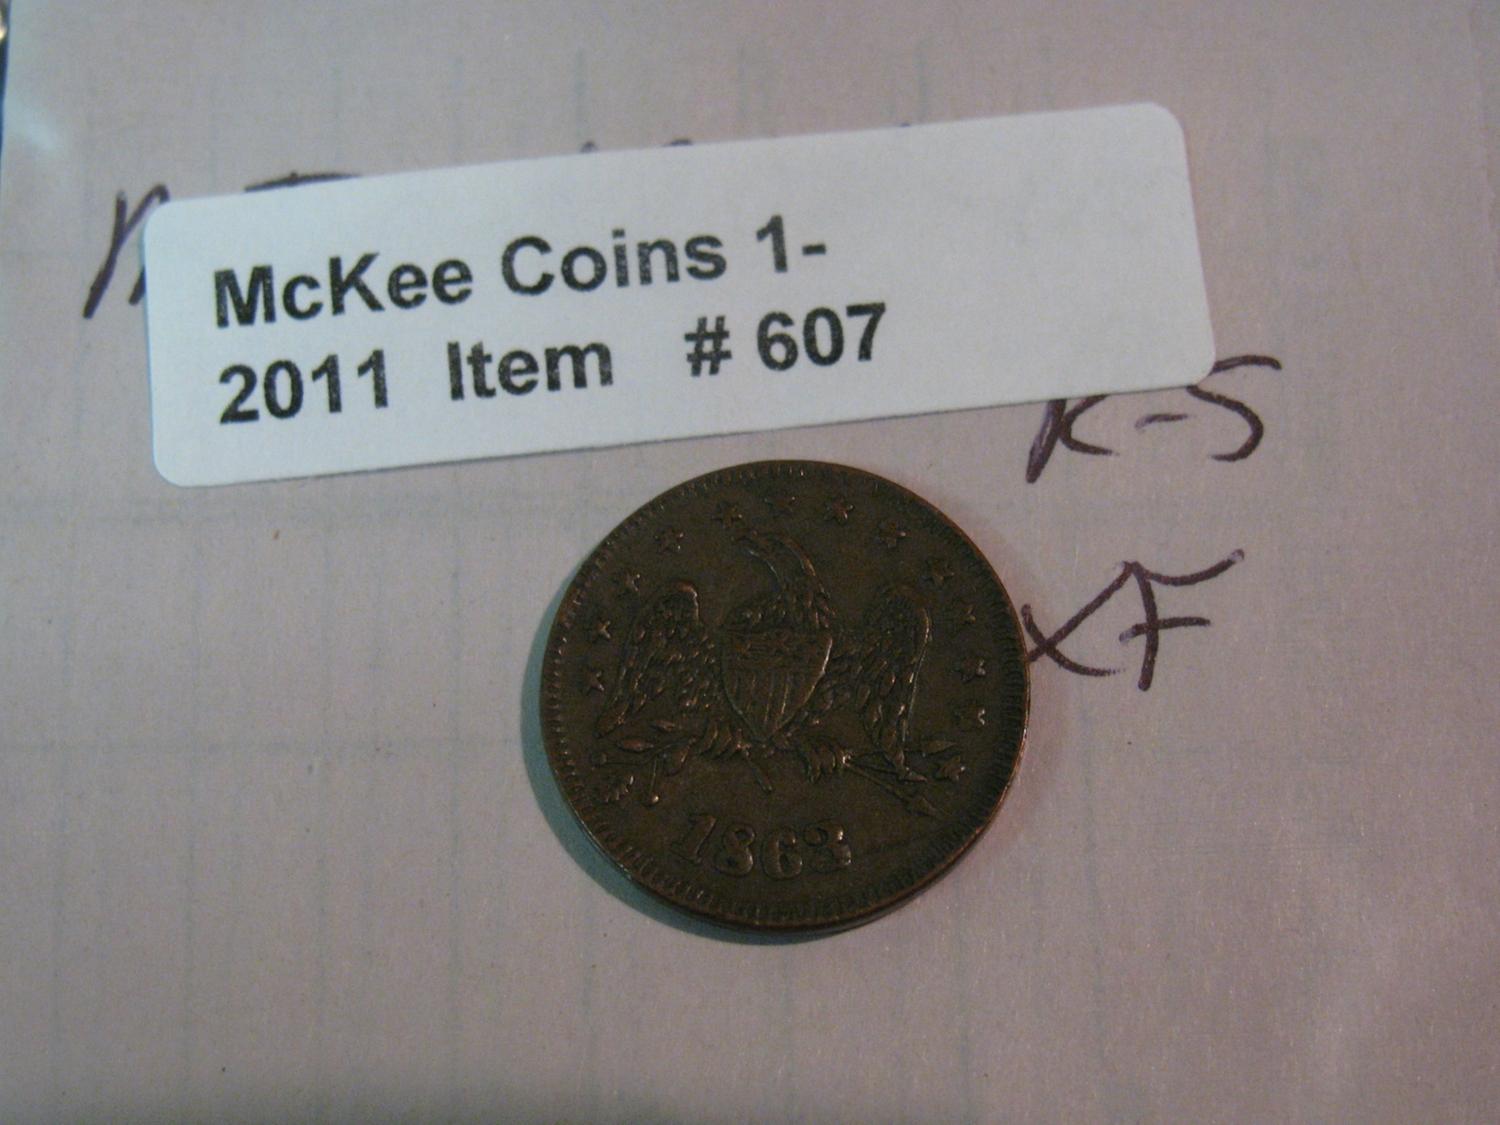 McKee Coins 1-
2011 Item # 607
R-5
XF
1863